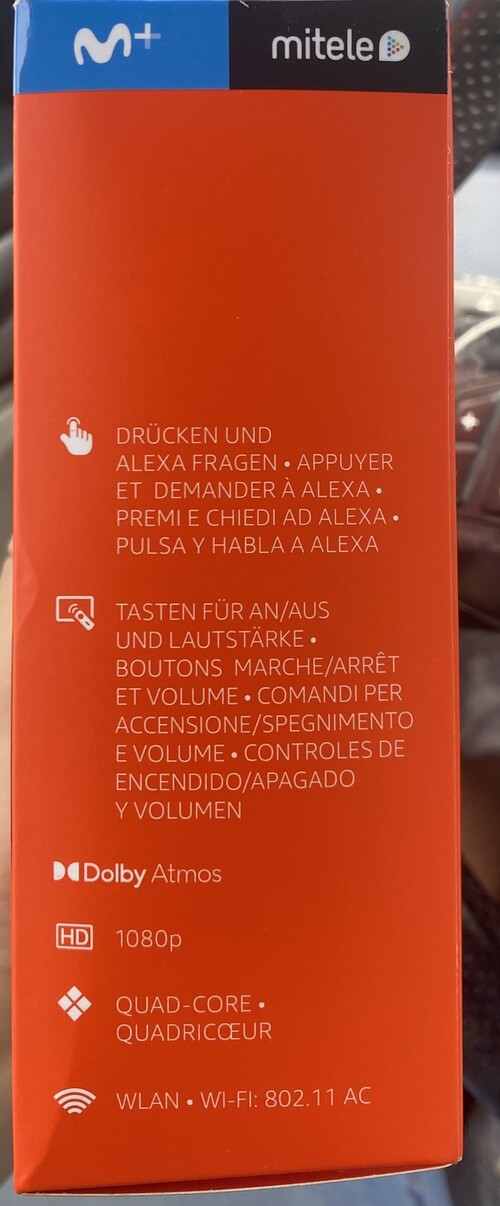 M+
mitele
DRÜCKEN UND
ALEXA FRAGEN • APPUYER
ET DEMANDER À ALEXA •
PREMI E CHIEDI AD ALEXA •
PULSA Y HABLA A ALEXA
TASTEN FÜR AN/AUS
UND LAUTSTÄRKE •
BOUTONS MARCHE/ARRÊT
ET VOLUME • COMANDI PER
ACCENSIONE/SPEGNIMENTO
E VOLUME • CONTROLES DE
ENCENDIDO/APAGADO
Y VOLUMEN
Dolby Atmos
HD 1080p
QUAD-CORE •
QUADRICŒUR
WLAN • WI-FI: 802.11 AC